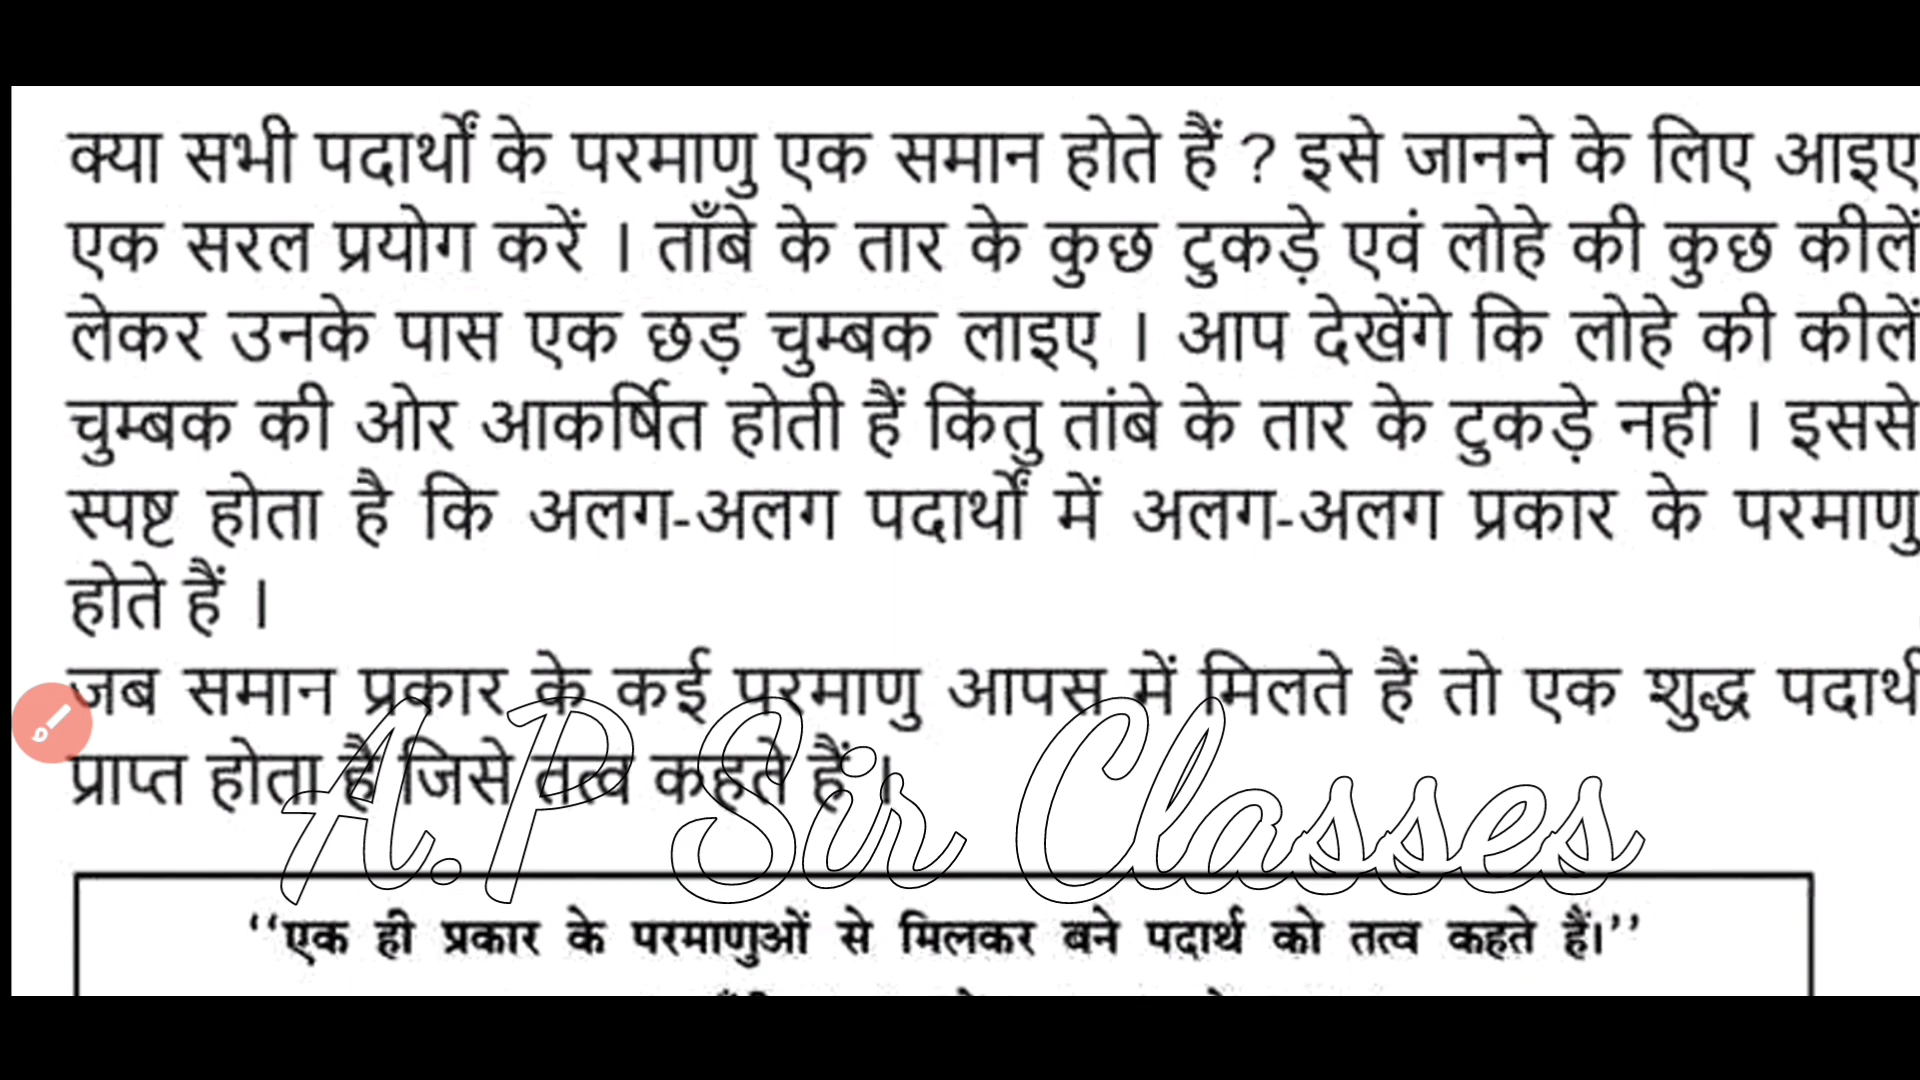 क्या सभी पदार्थों के परमाणु एक समान होते हैं ? इसे जानने के लिए आइए
एक सरल प्रयोग करें । ताँबे के तार के कुछ टुकड़े एवं लोहे की कुछ कीलें
लेकर उनके पास एक छड़ चुम्बक लाइए । आप देखेंगे कि लोहे की कीलें
चुम्बक की ओर आकर्षित होती हैं किंतु तांबे के तार के टुकड़े नहीं । इससे
स्पष्ट होता है कि अलग-अलग पदार्थों में अलग-अलग प्रकार के परमाणु
होते हैं ।
जब समान प्रकार के कई परमाणु आपस में मिलते हैं तो एक शुद्ध पदार्थ
प्राप्त होता है जिसे तत्व कहते हैं ।
A.P Sir Classes
‘‘एक ही प्रकार के परमाणुओं से मिलकर बने पदार्थ को तत्व कहते हैं।’’